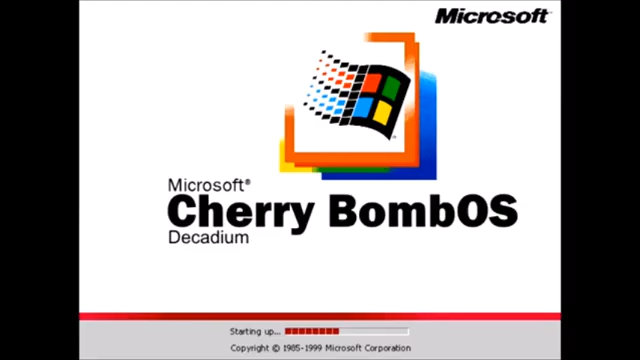 Microsoft
Microsoft®
Cherry BombOS
Decadium
Starting up...
Copyright © 1985-1999 Microsoft Corporation